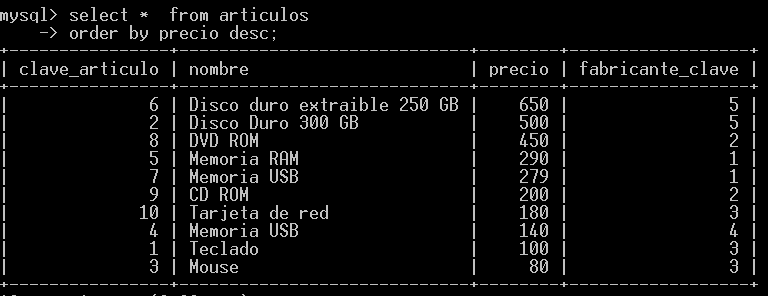 mysql> select *  from articulos
    -> order by precio desc;
+----------------+----------------------------+--------+------------------+
| clave_articulo | nombre                     | precio | fabricante_clave |
+----------------+----------------------------+--------+------------------+
|              6 | Disco duro extraible 250 GB |    650 |                5 |
|              2 | Disco Duro 300 GB          |    500 |                5 |
|              8 | DVD ROM                    |    450 |                2 |
|              5 | Memoria RAM                |    290 |                1 |
|              7 | Memoria USB                |    279 |                1 |
|              9 | CD ROM                     |    200 |                2 |
|             10 | Tarjeta de red             |    180 |                3 |
|              4 | Memoria USB                |    140 |                4 |
|              1 | Teclado                    |    100 |                3 |
|              3 | Mouse                      |     80 |                3 |
+----------------+----------------------------+--------+------------------+